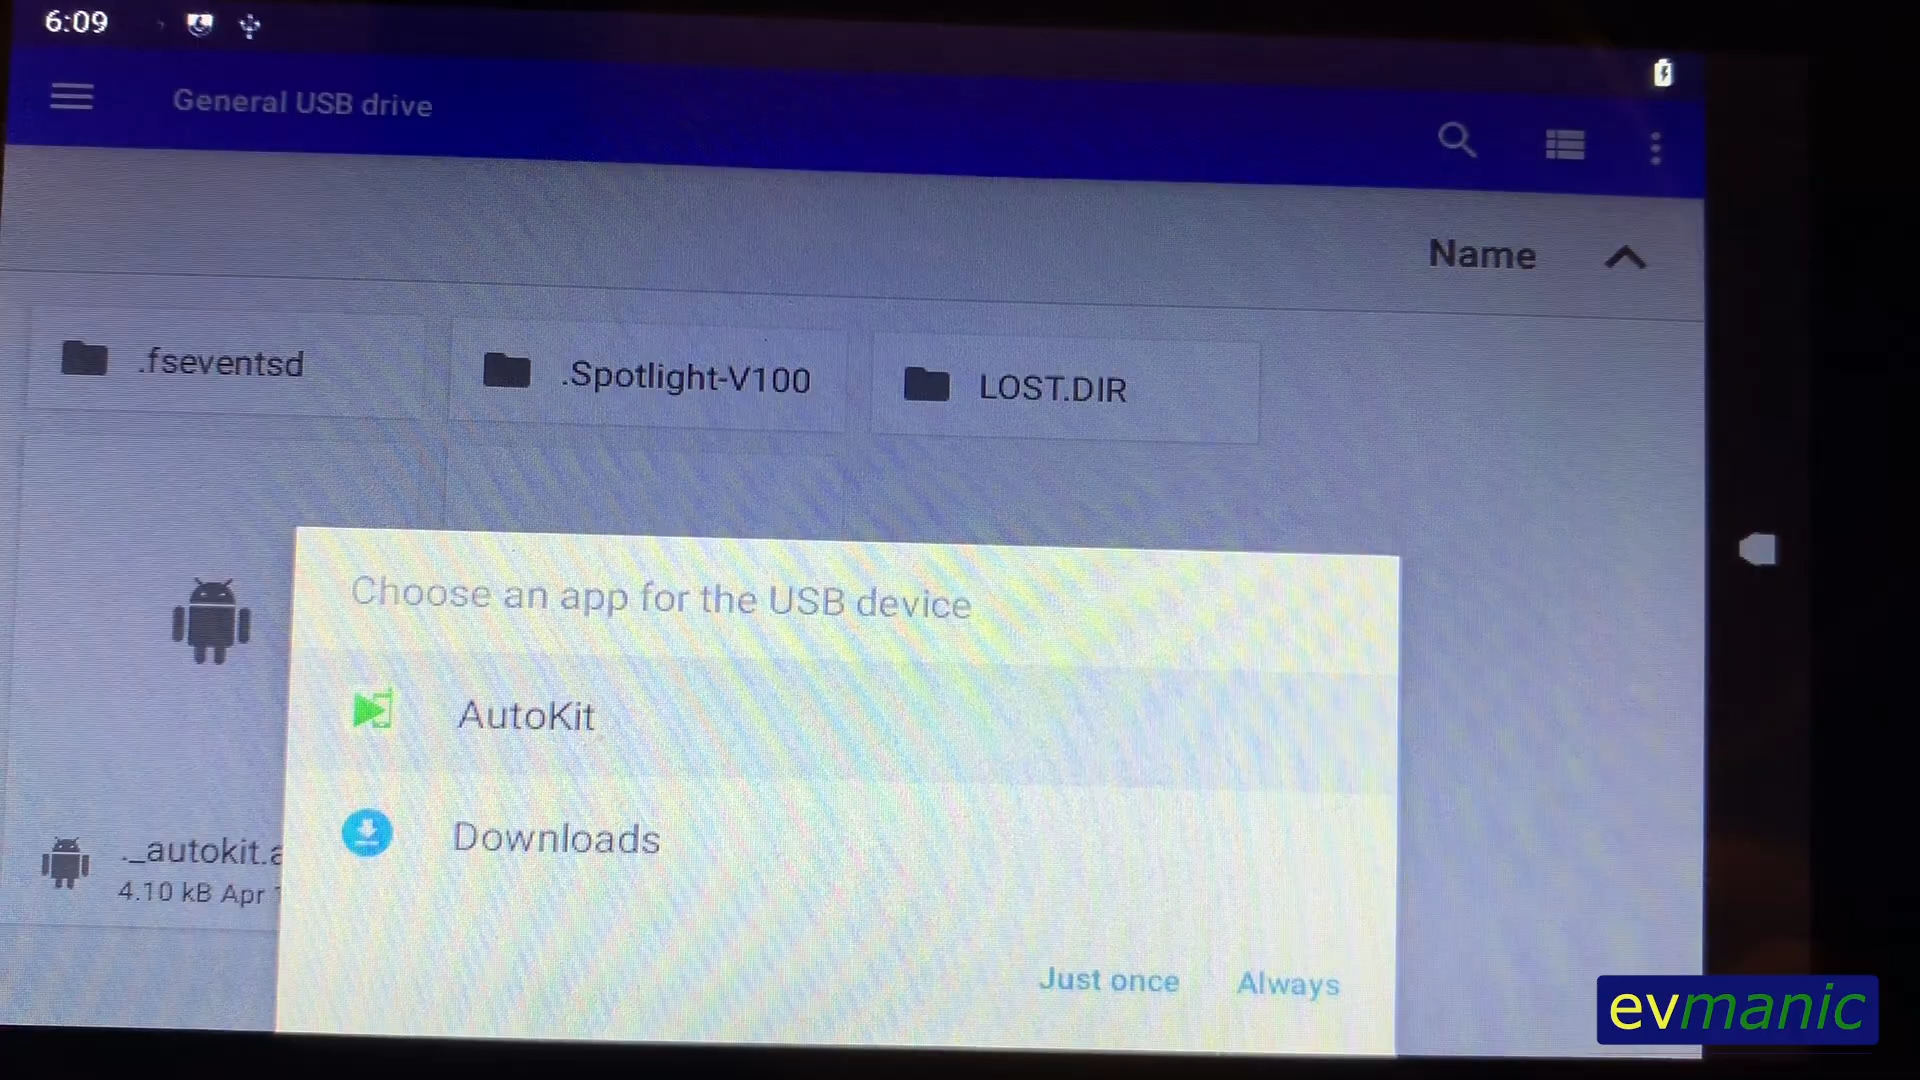 6:09
General USB drive
Name
.fseventsd
.Spotlight-V100
LOST.DIR
Choose an app for the USB device
AutoKit
Downloads
._autokit.a
4.10 kB Apr
Just once
Always
evmanic